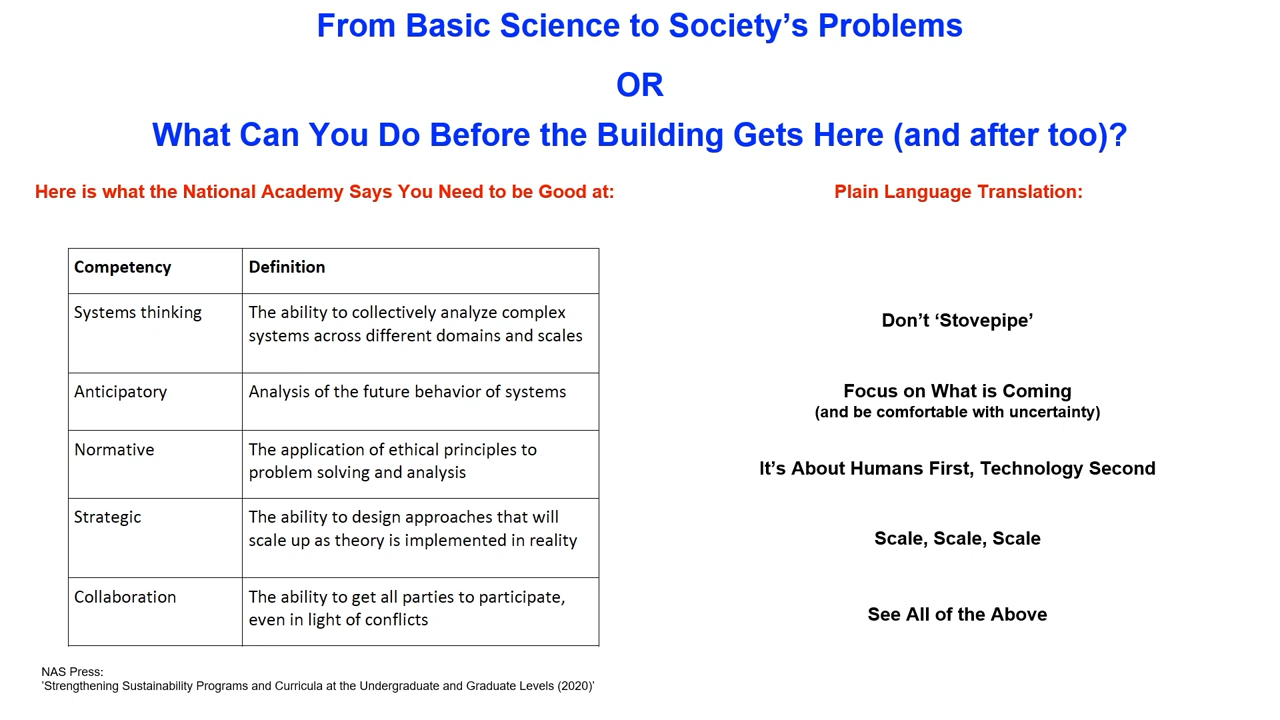 From Basic Science to Society’s Problems
OR
What Can You Do Before the Building Gets Here (and after too)?
Here is what the National Academy Says You Need to be Good at:
Plain Language Translation:
Competency
Definition
Systems thinking
The ability to collectively analyze complex
systems across different domains and scales
Don’t ‘Stovepipe’
Anticipatory
Analysis of the future behavior of systems
Focus on What is Coming
(and be comfortable with uncertainty)
Normative
The application of ethical principles to
problem solving and analysis
It’s About Humans First, Technology Second
Strategic
The ability to design approaches that will
scale up as theory is implemented in reality
Scale, Scale, Scale
Collaboration
The ability to get all parties to participate,
even in light of conflicts
See All of the Above
NAS Press:
’Strengthening Sustainability Programs and Curricula at the Undergraduate and Graduate Levels (2020)’